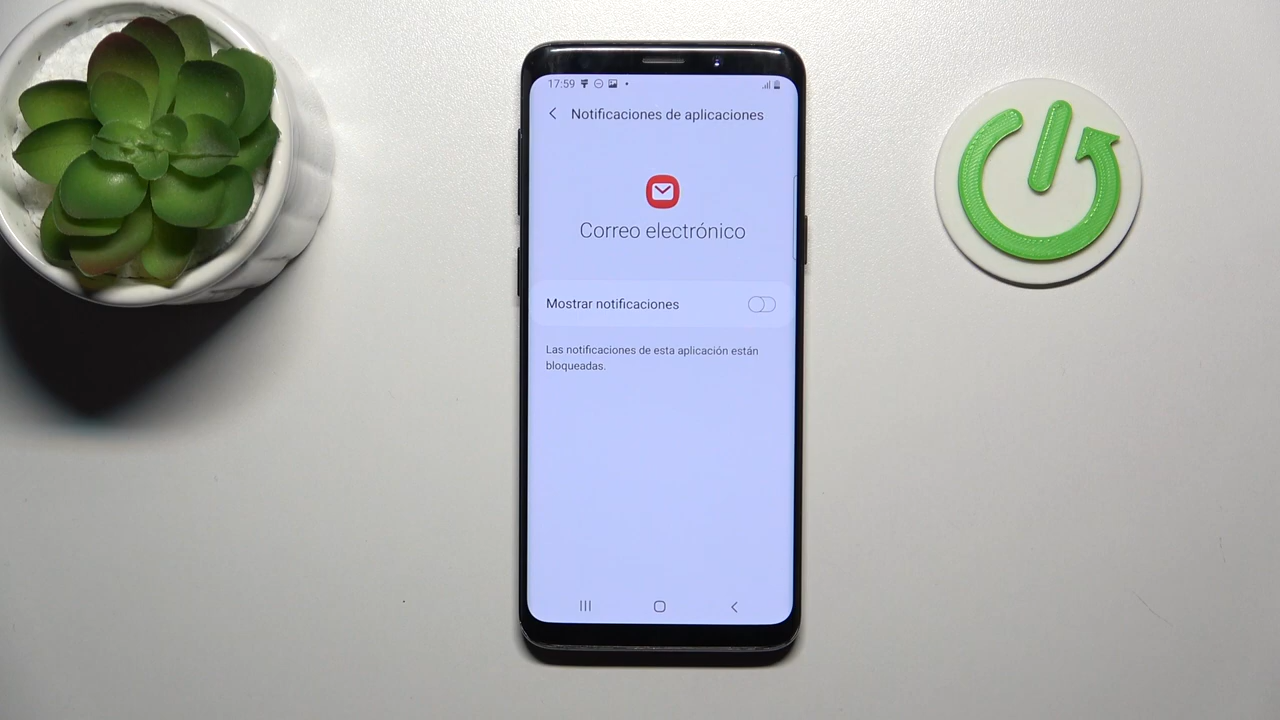 17:59
Notificaciones de aplicaciones
Correo electrónico
Mostrar notificaciones
Las notificaciones de esta aplicación están
bloqueadas.